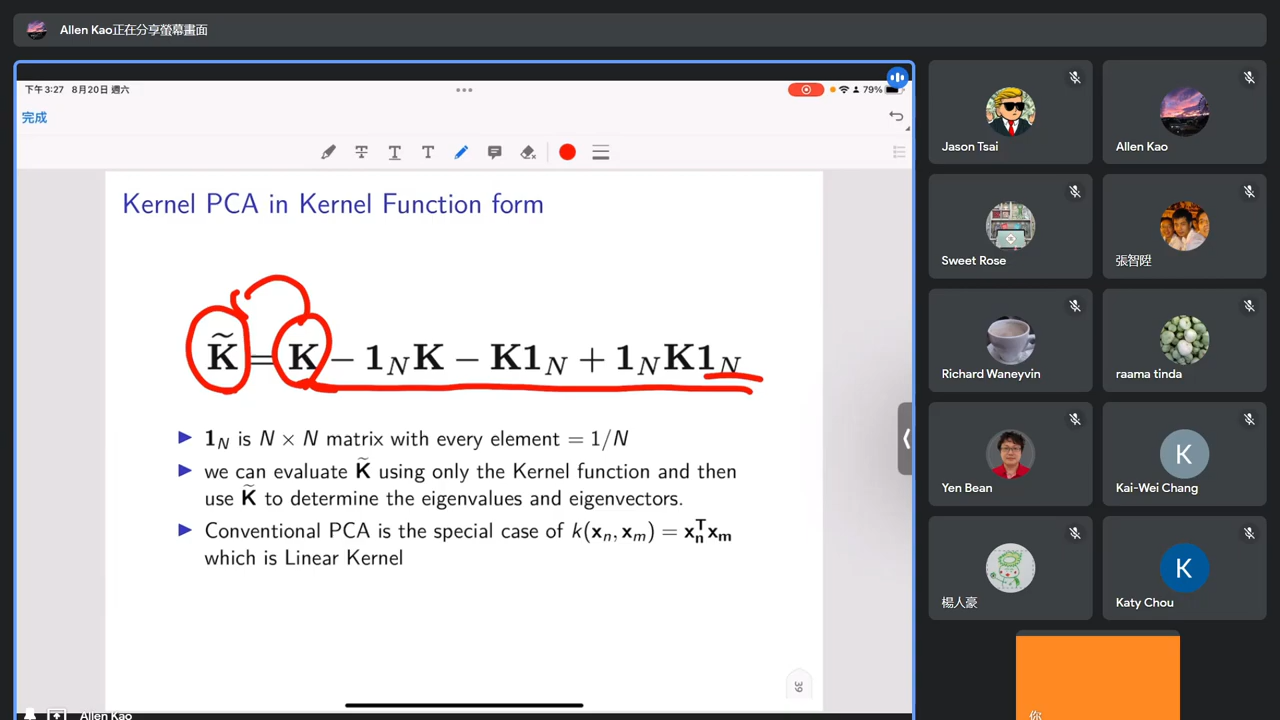 Allen Kao正在分享螢幕畫面
下午3:27 8月20日 週六
79%
完成
Kernel PCA in Kernel Function form
K̃ = K − 1_N K − K1_N + 1_N K1_N
1_N is N × N matrix with every element = 1/N
we can evaluate K̃ using only the Kernel function and then
use K̃ to determine the eigenvalues and eigenvectors.
Conventional PCA is the special case of k(x_n, x_m) = x_n^T x_m
which is Linear Kernel
39
Allen Kao
Jason Tsai
Allen Kao
Sweet Rose
張智陞
Richard Waneyvin
raama tinda
Yen Bean
K
Kai-Wei Chang
楊人豪
K
Katy Chou
你